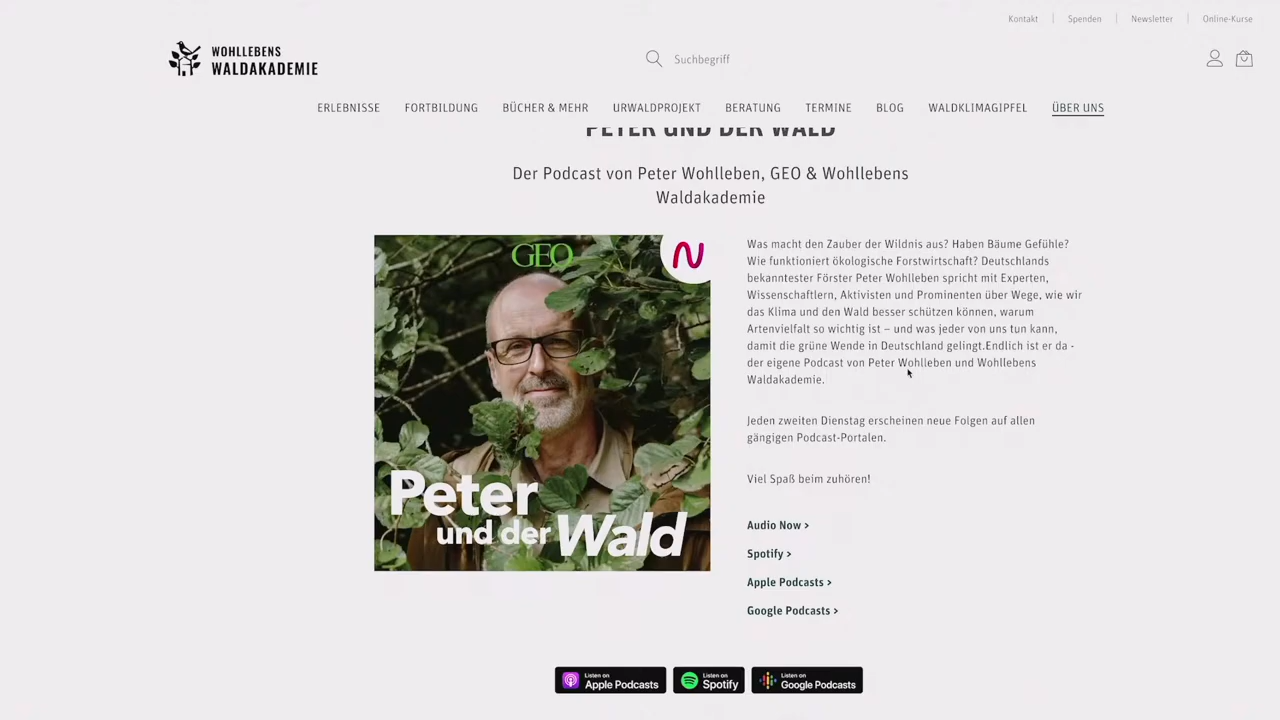 Kontakt
Spenden
Newsletter
Online-Kurse
WOHLLEBENS
WALDAKADEMIE
Suchbegriff
ERLEBNISSE
FORTBILDUNG
BÜCHER & MEHR
URWALDPROJEKT
BERATUNG
TERMINE
BLOG
WALDKLIMAGIPFEL
ÜBER UNS
PETER UND DER WALD
Der Podcast von Peter Wohlleben, GEO & Wohllebens
Waldakademie
GEO
Peter
und der Wald
Was macht den Zauber der Wildnis aus? Haben Bäume Gefühle?
Wie funktioniert ökologische Forstwirtschaft? Deutschlands
bekanntester Förster Peter Wohlleben spricht mit Experten,
Wissenschaftlern, Aktivisten und Prominenten über Wege, wie wir
das Klima und den Wald besser schützen können, warum
Artenvielfalt so wichtig ist – und was jeder von uns tun kann,
damit die grüne Wende in Deutschland gelingt.Endlich ist er da -
der eigene Podcast von Peter Wohlleben und Wohllebens
Waldakademie.
Jeden zweiten Dienstag erscheinen neue Folgen auf allen
gängigen Podcast-Portalen.
Viel Spaß beim zuhören!
Audio Now >
Spotify >
Apple Podcasts >
Google Podcasts >
Listen on
Apple Podcasts
Listen on
Spotify
Listen on
Google Podcasts